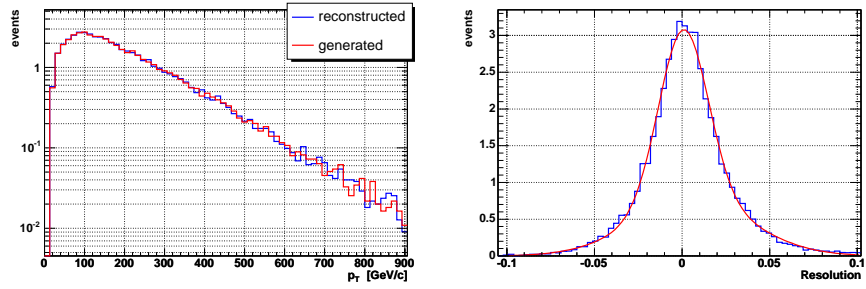 events
reconstructed
generated
1
10⁻¹
10⁻²
0 100 200 300 400 500 600 700 800 900
p_T [GeV/c]
events
3
2.5
2
1.5
1
0.5
0
-0.1 -0.05 0 0.05 0.1
Resolution